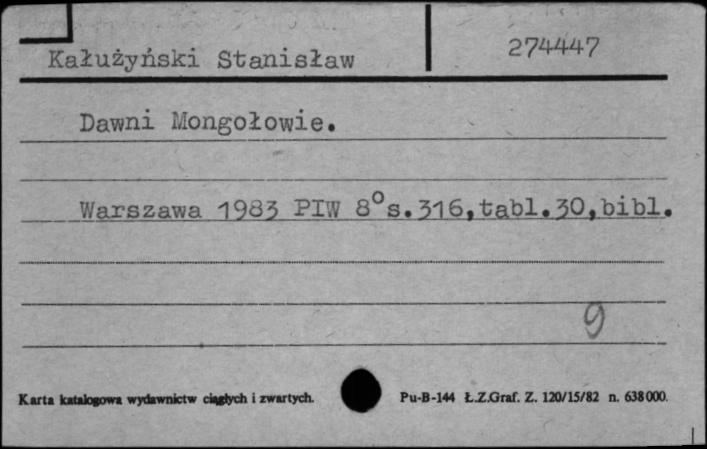 Kałużyński Stanisław 274447
Dawni Mongołowie.
Warszawa 1983 PIW 8°s.316,tabl.30,bibl.
9
Karta katalogowa wydawnictw ciągłych i zwartych. Pu-B-144 Ł.Z.Graf. Z. 120/15/82 n. 638000.